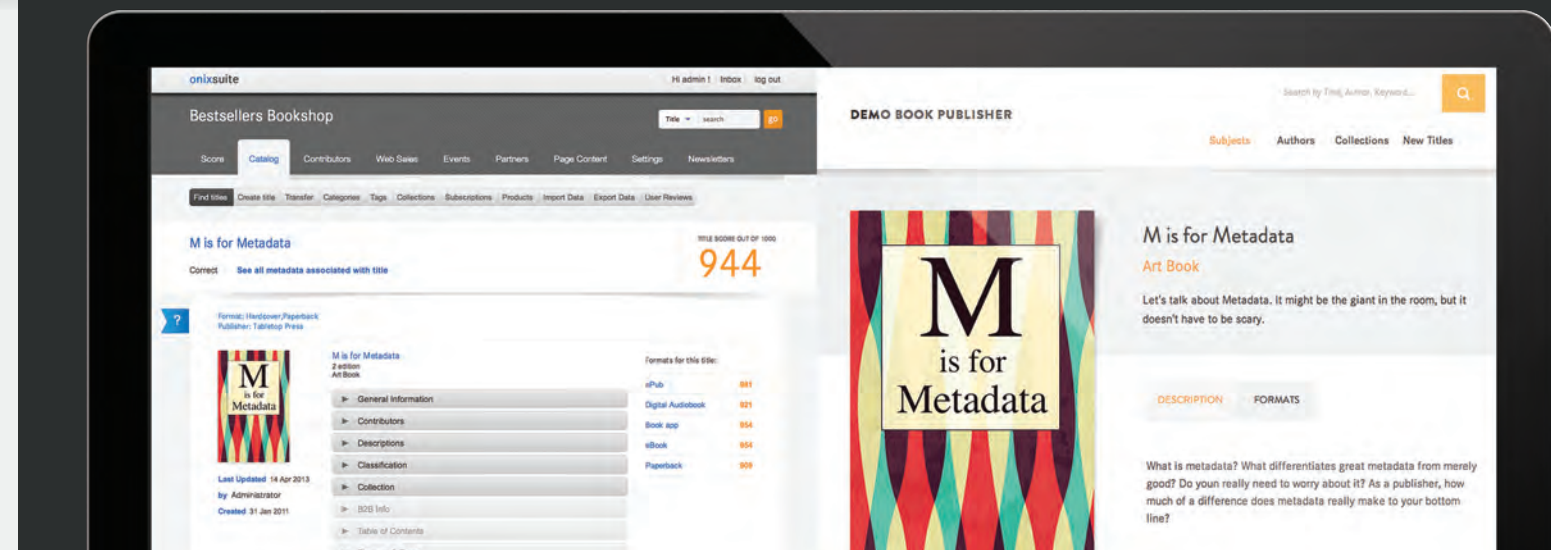 onixsuite
Hi admin ! Inbox log out
Bestsellers Bookshop
Title search go
Score Catalog Contributors Web Sales Events Partners Page Content Settings Newsletters
Find titles Create title Transfer Categories Tags Collections Subscriptions Products Import Data Export Data User Reviews
M is for Metadata
TITLE SCORE OUT OF 1000
944
Correct See all metadata associated with title
?
Format: Hardcover,Paperback
Publisher: Tabletop Press
M
is for
Metadata
Last Updated 14 Apr 2013
by Administrator
Created 31 Jan 2011
M is for Metadata
2 edition
Art Book
General Information
Contributors
Descriptions
Classification
Collection
B2B Info
Table of Contents
Formats for this title:
ePub
Digital Audiobook 921
Book app 954
eBook 954
Paperback 909
DEMO BOOK PUBLISHER
Search by Title, Author, Keyword...
Subjects Authors Collections New Titles
M
is for
Metadata
M is for Metadata
Art Book
Let's talk about Metadata. It might be the giant in the room, but it
doesn't have to be scary.
DESCRIPTION FORMATS
What is metadata? What differentiates great metadata from merely
good? Do youn really need to worry about it? As a publisher, how
much of a difference does metadata really make to your bottom
line?